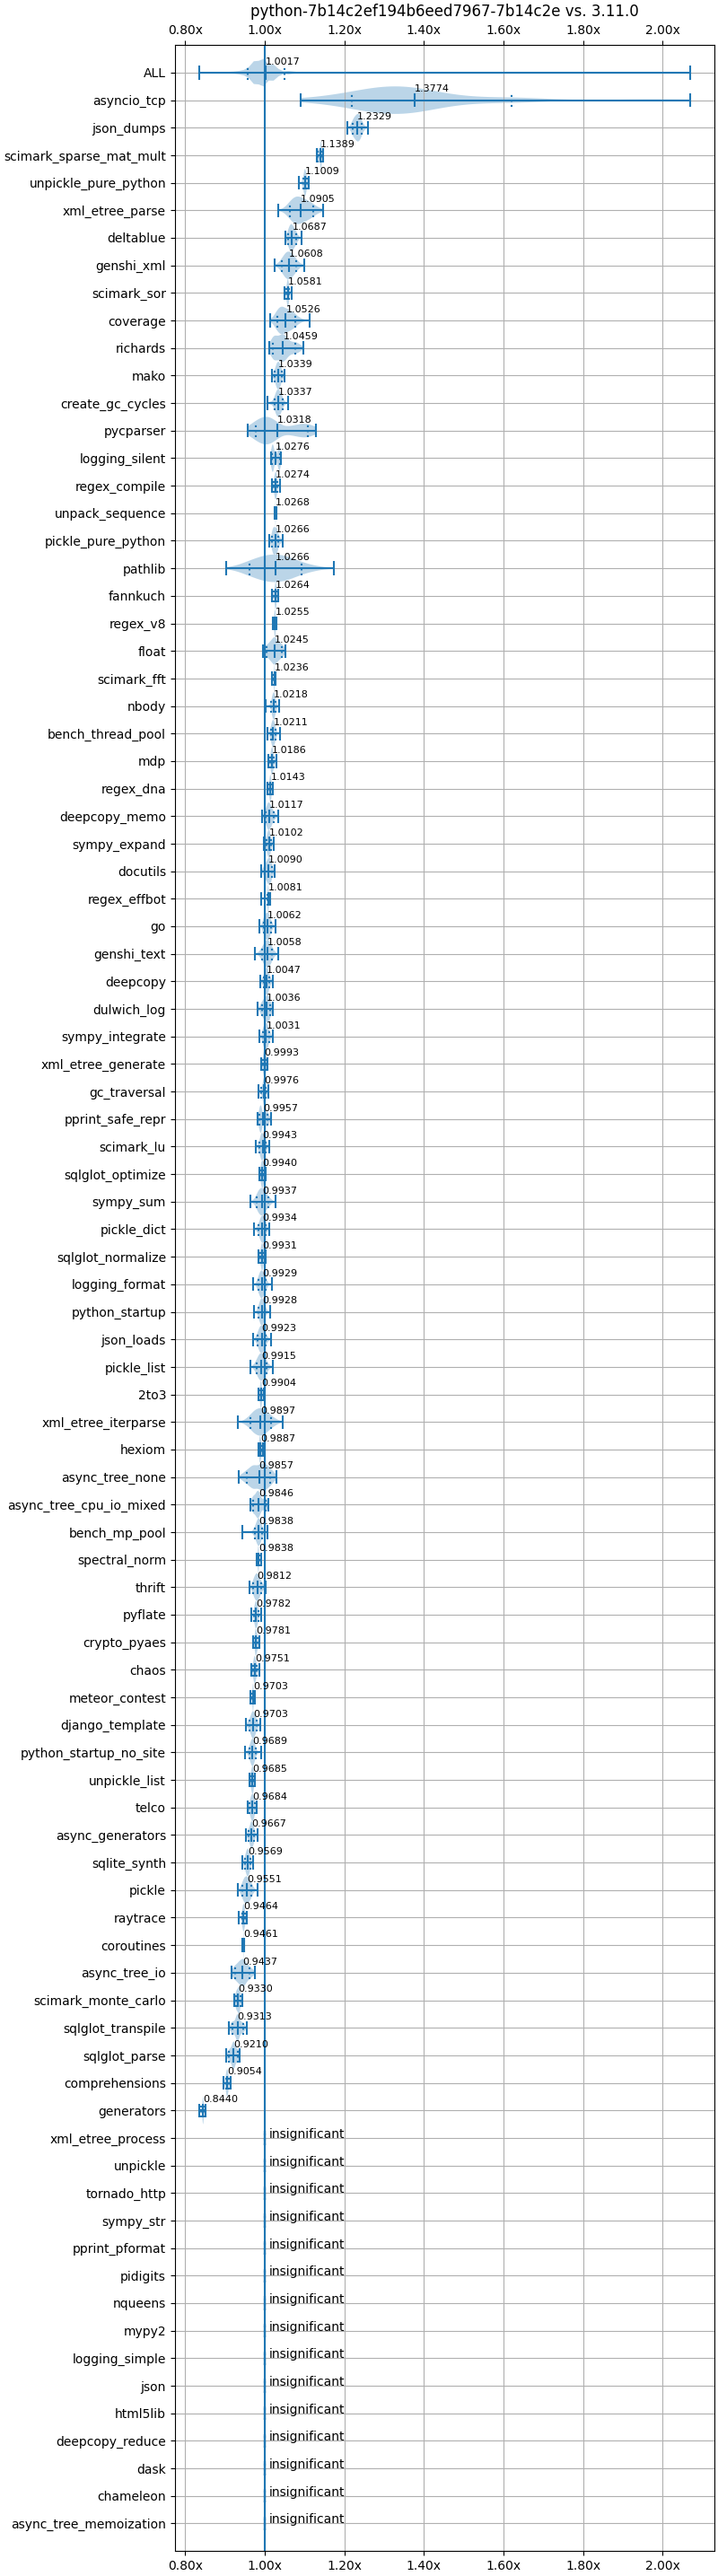 python-7b14c2ef194b6eed7967-7b14c2e vs. 3.11.0
0.80x 1.00x 1.20x 1.40x 1.60x 1.80x 2.00x
ALL 1.0017
asyncio_tcp 1.3774
json_dumps 1.2329
scimark_sparse_mat_mult 1.1389
unpickle_pure_python 1.1009
xml_etree_parse 1.0905
deltablue 1.0687
genshi_xml 1.0608
scimark_sor 1.0581
coverage 1.0526
richards 1.0459
mako 1.0339
create_gc_cycles 1.0337
pycparser 1.0318
logging_silent 1.0276
regex_compile 1.0274
unpack_sequence 1.0268
pickle_pure_python 1.0266
pathlib 1.0266
fannkuch 1.0264
regex_v8 1.0255
float 1.0245
scimark_fft 1.0236
nbody 1.0218
bench_thread_pool 1.0211
mdp 1.0186
regex_dna 1.0143
deepcopy_memo 1.0117
sympy_expand 1.0102
docutils 1.0090
regex_effbot 1.0081
go 1.0062
genshi_text 1.0058
deepcopy 1.0047
dulwich_log 1.0036
sympy_integrate 1.0031
xml_etree_generate 0.9993
gc_traversal 0.9976
pprint_safe_repr 0.9957
scimark_lu 0.9943
sqlglot_optimize 0.9940
sympy_sum 0.9937
pickle_dict 0.9934
sqlglot_normalize 0.9931
logging_format 0.9929
python_startup 0.9928
json_loads 0.9923
pickle_list 0.9915
2to3 0.9904
xml_etree_iterparse 0.9897
hexiom 0.9887
async_tree_none 0.9857
async_tree_cpu_io_mixed 0.9846
bench_mp_pool 0.9838
spectral_norm 0.9838
thrift 0.9812
pyflate 0.9782
crypto_pyaes 0.9781
chaos 0.9751
meteor_contest 0.9703
django_template 0.9703
python_startup_no_site 0.9689
unpickle_list 0.9685
telco 0.9684
async_generators 0.9667
sqlite_synth 0.9569
pickle 0.9551
raytrace 0.9464
coroutines 0.9461
async_tree_io 0.9437
scimark_monte_carlo 0.9330
sqlglot_transpile 0.9313
sqlglot_parse 0.9210
comprehensions 0.9054
generators 0.8440
xml_etree_process insignificant
unpickle insignificant
tornado_http insignificant
sympy_str insignificant
pprint_pformat insignificant
pidigits insignificant
nqueens insignificant
mypy2 insignificant
logging_simple insignificant
json insignificant
html5lib insignificant
deepcopy_reduce insignificant
dask insignificant
chameleon insignificant
async_tree_memoization insignificant
0.80x 1.00x 1.20x 1.40x 1.60x 1.80x 2.00x